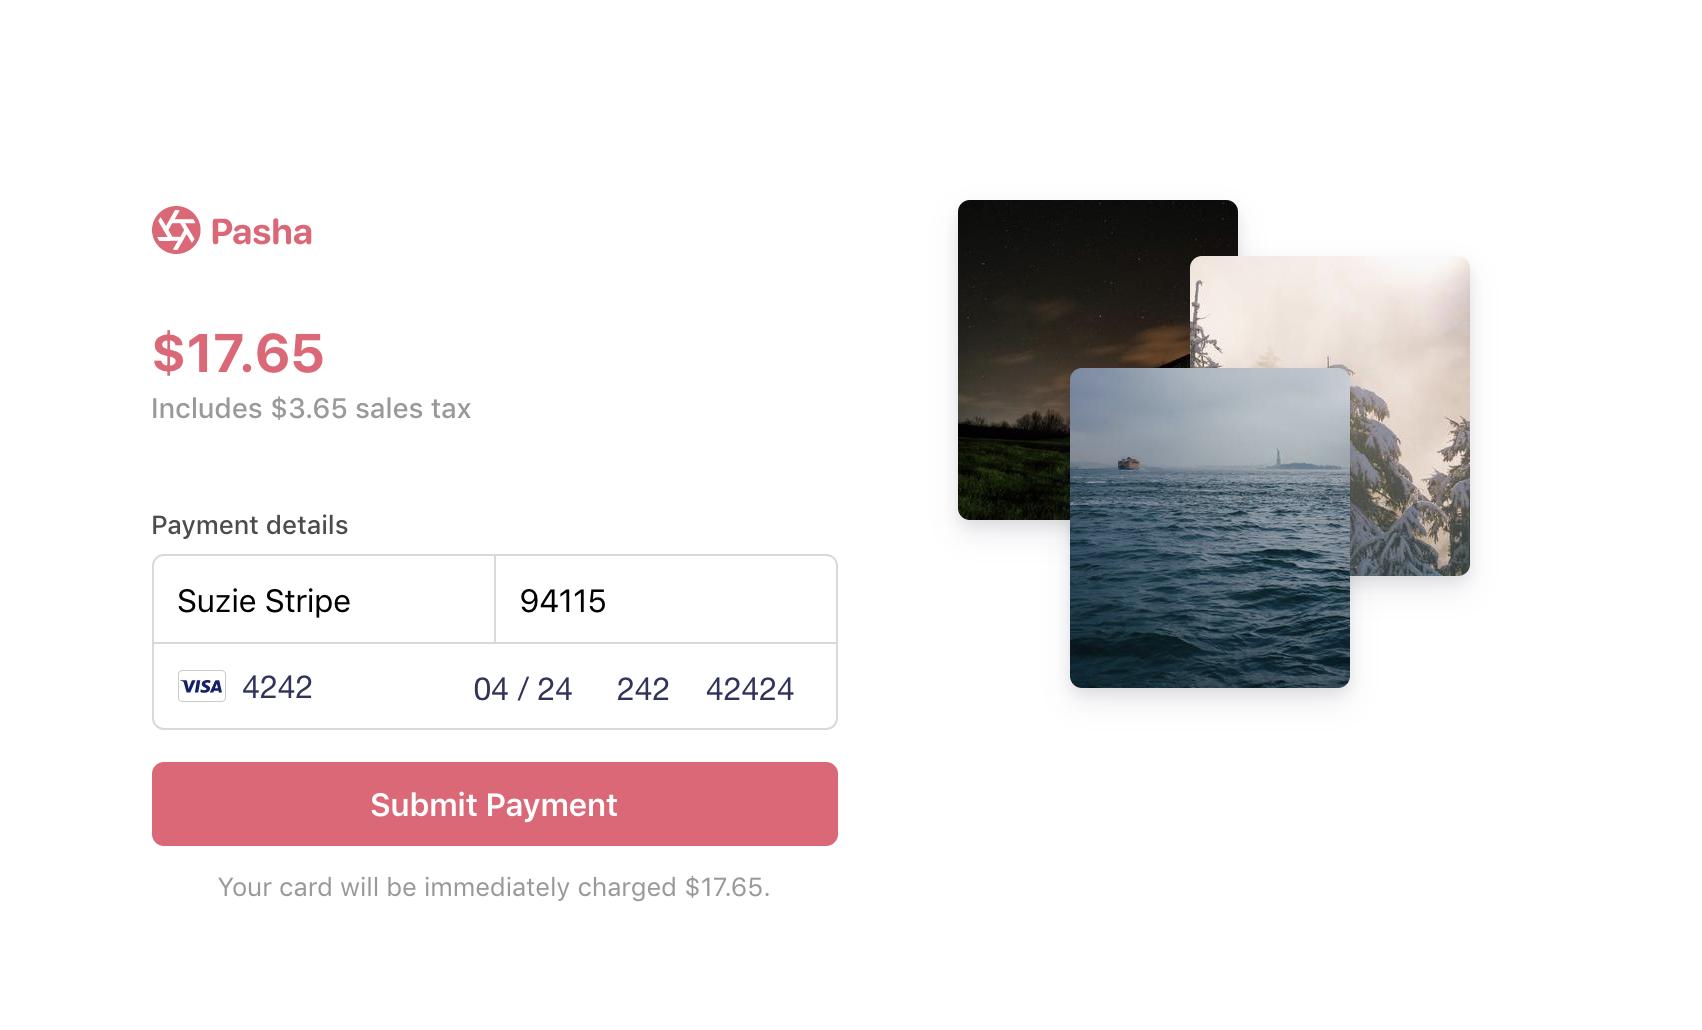 Pasha
$17.65
Includes $3.65 sales tax
Payment details
Suzie Stripe 94115
VISA 4242 04 / 24 242 42424
Submit Payment
Your card will be immediately charged $17.65.